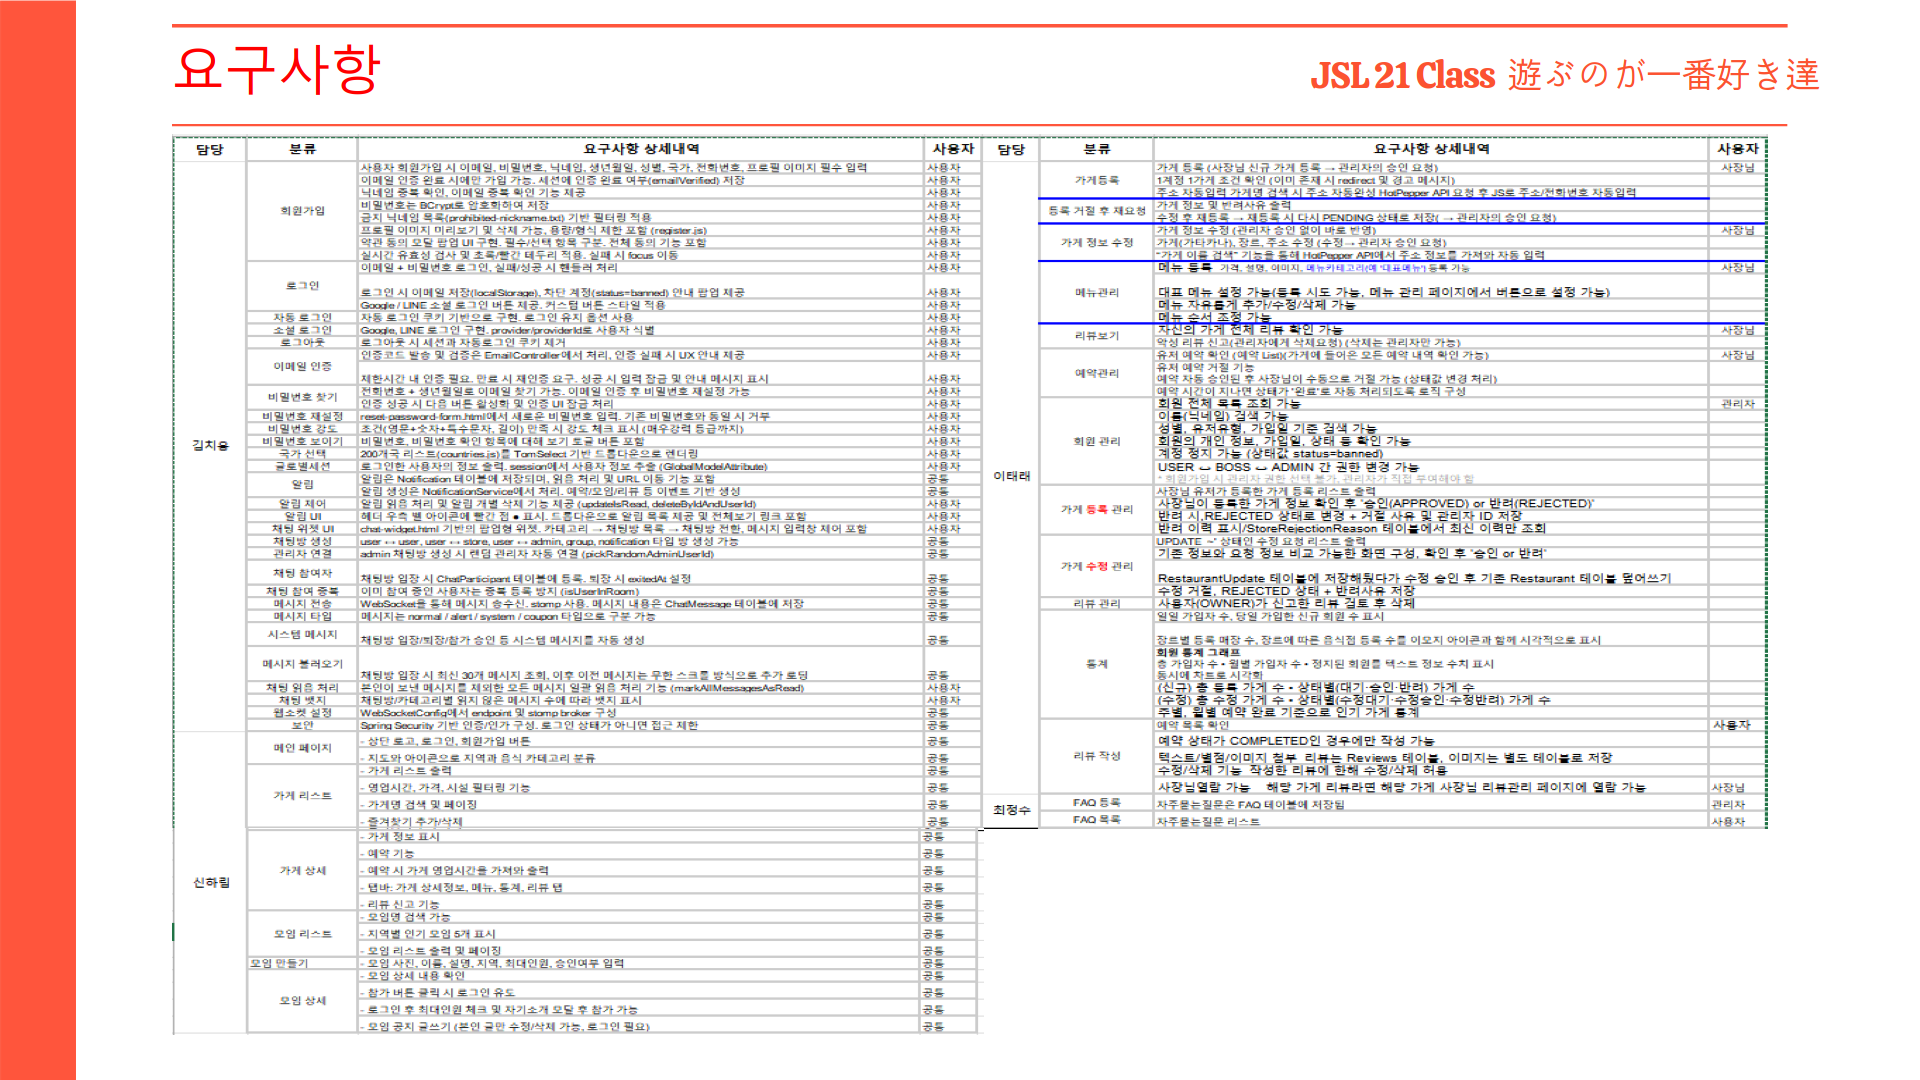 요구사항
JSL 21 Class 遊ぶのが一番好き達
담당 분류 요구사항 상세내역 사용자
김치용
회원가입
사용자 회원가입 시 이메일, 비밀번호, 닉네임, 생년월일, 성별, 국가, 전화번호, 프로필 이미지 필수 입력 사용자
이메일 인증 완료 시에만 가입 가능. 세션에 인증 완료 여부(emailVerified) 저장 사용자
닉네임 중복 확인, 이메일 중복 확인 기능 제공 사용자
비밀번호는 BCrypt로 암호화하여 저장 사용자
금지 닉네임 목록(prohibited-nickname.txt) 기반 필터링 적용 사용자
프로필 이미지 미리보기 및 삭제 가능, 용량/형식 제한 포함 (register.js) 사용자
약관 동의 모달 팝업 UI 구현. 필수/선택 항목 구분. 전체 동의 기능 포함 사용자
실시간 유효성 검사 및 초록/빨간 테두리 적용. 실패 시 focus 이동 사용자
로그인
이메일 + 비밀번호 로그인, 실패/성공 시 핸들러 처리 사용자
로그인 시 이메일 저장(localStorage), 차단 계정(status=banned) 안내 팝업 제공 사용자
Google / LINE 소셜 로그인 버튼 제공, 커스텀 버튼 스타일 적용 사용자
자동 로그인 자동 로그인 쿠키 기반으로 구현. 로그인 유지 옵션 사용 사용자
소셜 로그인 Google, LINE 로그인 구현. provider/providerId로 사용자 식별 사용자
로그아웃 로그아웃 시 세션과 자동로그인 쿠키 제거 사용자
이메일 인증
인증코드 발송 및 검증은 EmailController에서 처리, 인증 실패 시 UX 안내 제공 사용자
제한시간 내 인증 필요. 만료 시 재인증 요구. 성공 시 입력 잠금 및 안내 메시지 표시 사용자
비밀번호 찾기
전화번호 + 생년월일로 이메일 찾기 가능. 이메일 인증 후 비밀번호 재설정 가능 사용자
인증 성공 시 다음 버튼 활성화 및 인증 UI 잠금 처리 사용자
비밀번호 재설정 reset-password-form.html에서 새로운 비밀번호 입력. 기존 비밀번호와 동일 시 거부 사용자
비밀번호 강도 조건(영문+숫자+특수문자, 길이) 만족 시 강도 체크 표시 (매우강력 등급까지) 사용자
비밀번호 보이기 비밀번호, 비밀번호 확인 항목에 대해 보기 토글 버튼 포함 사용자
국가 선택 200개국 리스트(countries.js)를 TomSelect 기반 드롭다운으로 렌더링 사용자
글로벌세션 로그인한 사용자의 정보 출력. session에서 사용자 정보 추출 (GlobalModelAttribute) 사용자
알림
알림은 Notification 테이블에 저장되며, 읽음 처리 및 URL 이동 기능 포함 공통
알림 생성은 NotificationService에서 처리. 예약/모임/리뷰 등 이벤트 기반 생성 공통
알림 제어 알림 읽음 처리 및 알림 개별 삭제 기능 제공 (updateIsRead, deleteByIdAndUserId) 사용자
알림 UI 헤더 우측 벨 아이콘에 빨간 점 ● 표시. 드롭다운으로 알림 목록 제공 및 전체보기 링크 포함 사용자
채팅 위젯 UI chat-widget.html 기반의 팝업형 위젯. 카테고리 → 채팅방 목록 → 채팅방 전환, 메시지 입력창 제어 포함 사용자
채팅방 생성 user ↔ user, user ↔ store, user ↔ admin, group, notification 타입 방 생성 가능 공통
관리자 연결 admin 채팅방 생성 시 랜덤 관리자 자동 연결 (pickRandomAdminUserId) 공통
채팅 참여자 채팅방 입장 시 ChatParticipant 테이블에 등록. 퇴장 시 exitedAt 설정 공통
채팅 참여 중복 이미 참여 중인 사용자는 중복 등록 방지 (isUserInRoom) 공통
메시지 전송 WebSocket을 통해 메시지 송수신. stomp 사용. 메시지 내용은 ChatMessage 테이블에 저장 공통
메시지 타입 메시지는 normal / alert / system / coupon 타입으로 구분 가능 공통
시스템 메시지 채팅방 입장/퇴장/참가 승인 등 시스템 메시지를 자동 생성 공통
메시지 불러오기 채팅방 입장 시 최신 30개 메시지 조회, 이후 이전 메시지는 무한 스크롤 방식으로 추가 로딩 공통
채팅 읽음 처리 본인이 보낸 메시지를 제외한 모든 메시지 일괄 읽음 처리 기능 (markAllMessagesAsRead) 사용자
채팅 뱃지 채팅방/카테고리별 읽지 않은 메시지 수에 따라 뱃지 표시 사용자
웹소켓 설정 WebSocketConfig에서 endpoint 및 stomp broker 구성 공통
보안 Spring Security 기반 인증/인가 구성. 로그인 상태가 아니면 접근 제한 공통
신하림
메인 페이지
- 상단 로고, 로그인, 회원가입 버튼 공통
- 지도와 아이콘으로 지역과 음식 카테고리 분류 공통
가게 리스트
- 가게 리스트 출력 공통
- 영업시간, 가격, 시설 필터링 기능 공통
- 가게명 검색 및 페이징 공통
- 즐겨찾기 추가/삭제 공통
가게 상세
- 가게 정보 표시 공통
- 예약 기능 공통
- 예약 시 가게 영업시간을 가져와 출력 공통
- 탭바: 가게 상세정보, 메뉴, 통계, 리뷰 탭 공통
- 리뷰 신고 기능 공통
모임 리스트
- 모임명 검색 가능 공통
- 지역별 인기 모임 5개 표시 공통
- 모임 리스트 출력 및 페이징 공통
모임 만들기 - 모임 사진, 이름, 설명, 지역, 최대인원, 승인여부 입력 공통
모임 상세
- 모임 상세 내용 확인 공통
- 참가 버튼 클릭 시 로그인 유도 공통
- 로그인 후 최대인원 체크 및 자기소개 모달 후 참가 가능 공통
- 모임 공지 글쓰기 (본인 글만 수정/삭제 가능, 로그인 필요) 공통
담당 분류 요구사항 상세내역 사용자
이태래
가게등록
가게 등록 (사장님 신규 가게 등록 → 관리자의 승인 요청) 사장님
1계정 1가게 조건 확인 (이미 존재 시 redirect 및 경고 메시지)
주소 자동입력 가게명 검색 시 주소 자동완성 HotPepper API 요청 후 JS로 주소/전화번호 자동입력
등록 거절 후 재요청
가게 정보 및 반려사유 출력
수정 후 재등록 → 재등록 시 다시 PENDING 상태로 저장( → 관리자의 승인 요청)
가게 정보 수정
가게 정보 수정 (관리자 승인 없이 바로 반영) 사장님
가게(가타카나), 장르, 주소 수정 (수정→ 관리자 승인 요청)
"가게 이름 검색" 기능을 통해 HotPepper API에서 주소 정보를 가져와 자동 입력
메뉴관리
메뉴 등록 가격, 설명, 이미지, 메뉴카테고리(예 '대표메뉴') 등록 가능 사장님
대표 메뉴 설정 가능(등록 시도 가능, 메뉴 관리 페이지에서 버튼으로 설정 가능)
메뉴 자유롭게 추가/수정/삭제 가능
메뉴 순서 조정 가능
리뷰보기
자신의 가게 전체 리뷰 확인 가능 사장님
악성 리뷰 신고(관리자에게 삭제요청) (삭제는 관리자만 가능)
예약관리
유저 예약 확인 (예약 List)(가게에 들어온 모든 예약 내역 확인 가능) 사장님
유저 예약 거절 기능
예약 자동 승인된 후 사장님이 수동으로 거절 가능 (상태값 변경 처리)
예약 시간이 지나면 상태가 "완료"로 자동 처리되도록 로직 구성
회원 관리
회원 전체 목록 조회 가능 관리자
이름(닉네임) 검색 가능
성별, 유저유형, 가입일 기준 검색 가능
회원의 개인 정보, 가입일, 상태 등 확인 가능
계정 정지 가능 (상태값 status=banned)
USER ↔ BOSS ↔ ADMIN 간 권한 변경 가능
* 회원가입 시 관리자 권한 선택 불가, 관리자가 직접 부여해야 함
가게 등록 관리
사장님 유저가 등록한 가게 등록 리스트 출력
사장님이 등록한 가게 정보 확인 후 '승인(APPROVED) or 반려(REJECTED)'
반려 시,REJECTED 상태로 변경 + 거절 사유 및 관리자 ID 저장
반려 이력 표시/StoreRejectionReason 테이블에서 최신 이력만 조회
가게 수정 관리
UPDATE ~' 상태인 수정 요청 리스트 출력
기존 정보와 요청 정보 비교 가능한 화면 구성, 확인 후 '승인 or 반려'
RestaurantUpdate 테이블에 저장해뒀다가 수정 승인 후 기존 Restaurant 테이블 덮어쓰기
수정 거절, REJECTED 상태 + 반려사유 저장
리뷰 관리 사용자(OWNER)가 신고한 리뷰 검토 후 삭제
통계
일일 가입자 수, 당일 가입한 신규 회원 수 표시
장르별 등록 매장 수, 장르에 따른 음식점 등록 수를 이모지 아이콘과 함께 시각적으로 표시
회원 통계 그래프
총 가입자 수 • 월별 가입자 수 • 정지된 회원를 텍스트 정보 수치 표시
동시에 차트로 시각화
(신규) 총 등록 가게 수 • 상태별(대기·승인·반려) 가게 수
(수정) 총 수정 가게 수 • 상태별(수정대기·수정승인·수정반려) 가게 수
주별, 월별 예약 완료 기준으로 인기 가게 통계
리뷰 작성
예약 목록 확인 사용자
예약 상태가 COMPLETED인 경우에만 작성 가능
텍스트/별점/이미지 첨부 리뷰는 Reviews 테이블, 이미지는 별도 테이블로 저장
수정/삭제 기능 작성한 리뷰에 한해 수정/삭제 허용
사장님열람 가능 해당 가게 리뷰라면 해당 가게 사장님 리뷰관리 페이지에 열람 가능 사장님
최정수
FAQ 등록 자주묻는질문은 FAQ 테이블에 저장됨 관리자
FAQ 목록 자주묻는질문 리스트 사용자